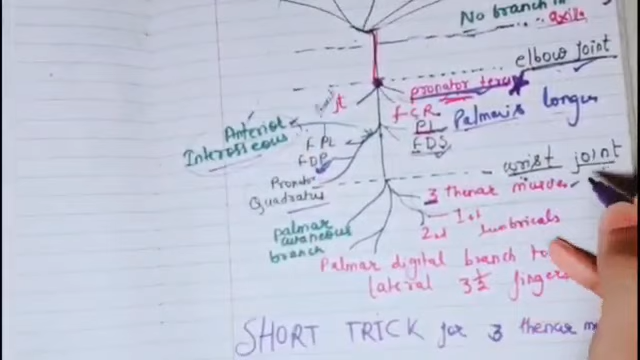 No branch in
axilla
elbow joint
pronator teres
F.C.R.
PL Palmaris longus
FDS
Anterior
Interosseous
FPL
FDP
Pronator
Quadratus
wrist joint
3 thenar muscles
1st
2nd lumbricals
palmar
cutaneous
branch
Palmar digital branch to
lateral 3 1/2 fingers
SHORT TRICK for 3 thenar m